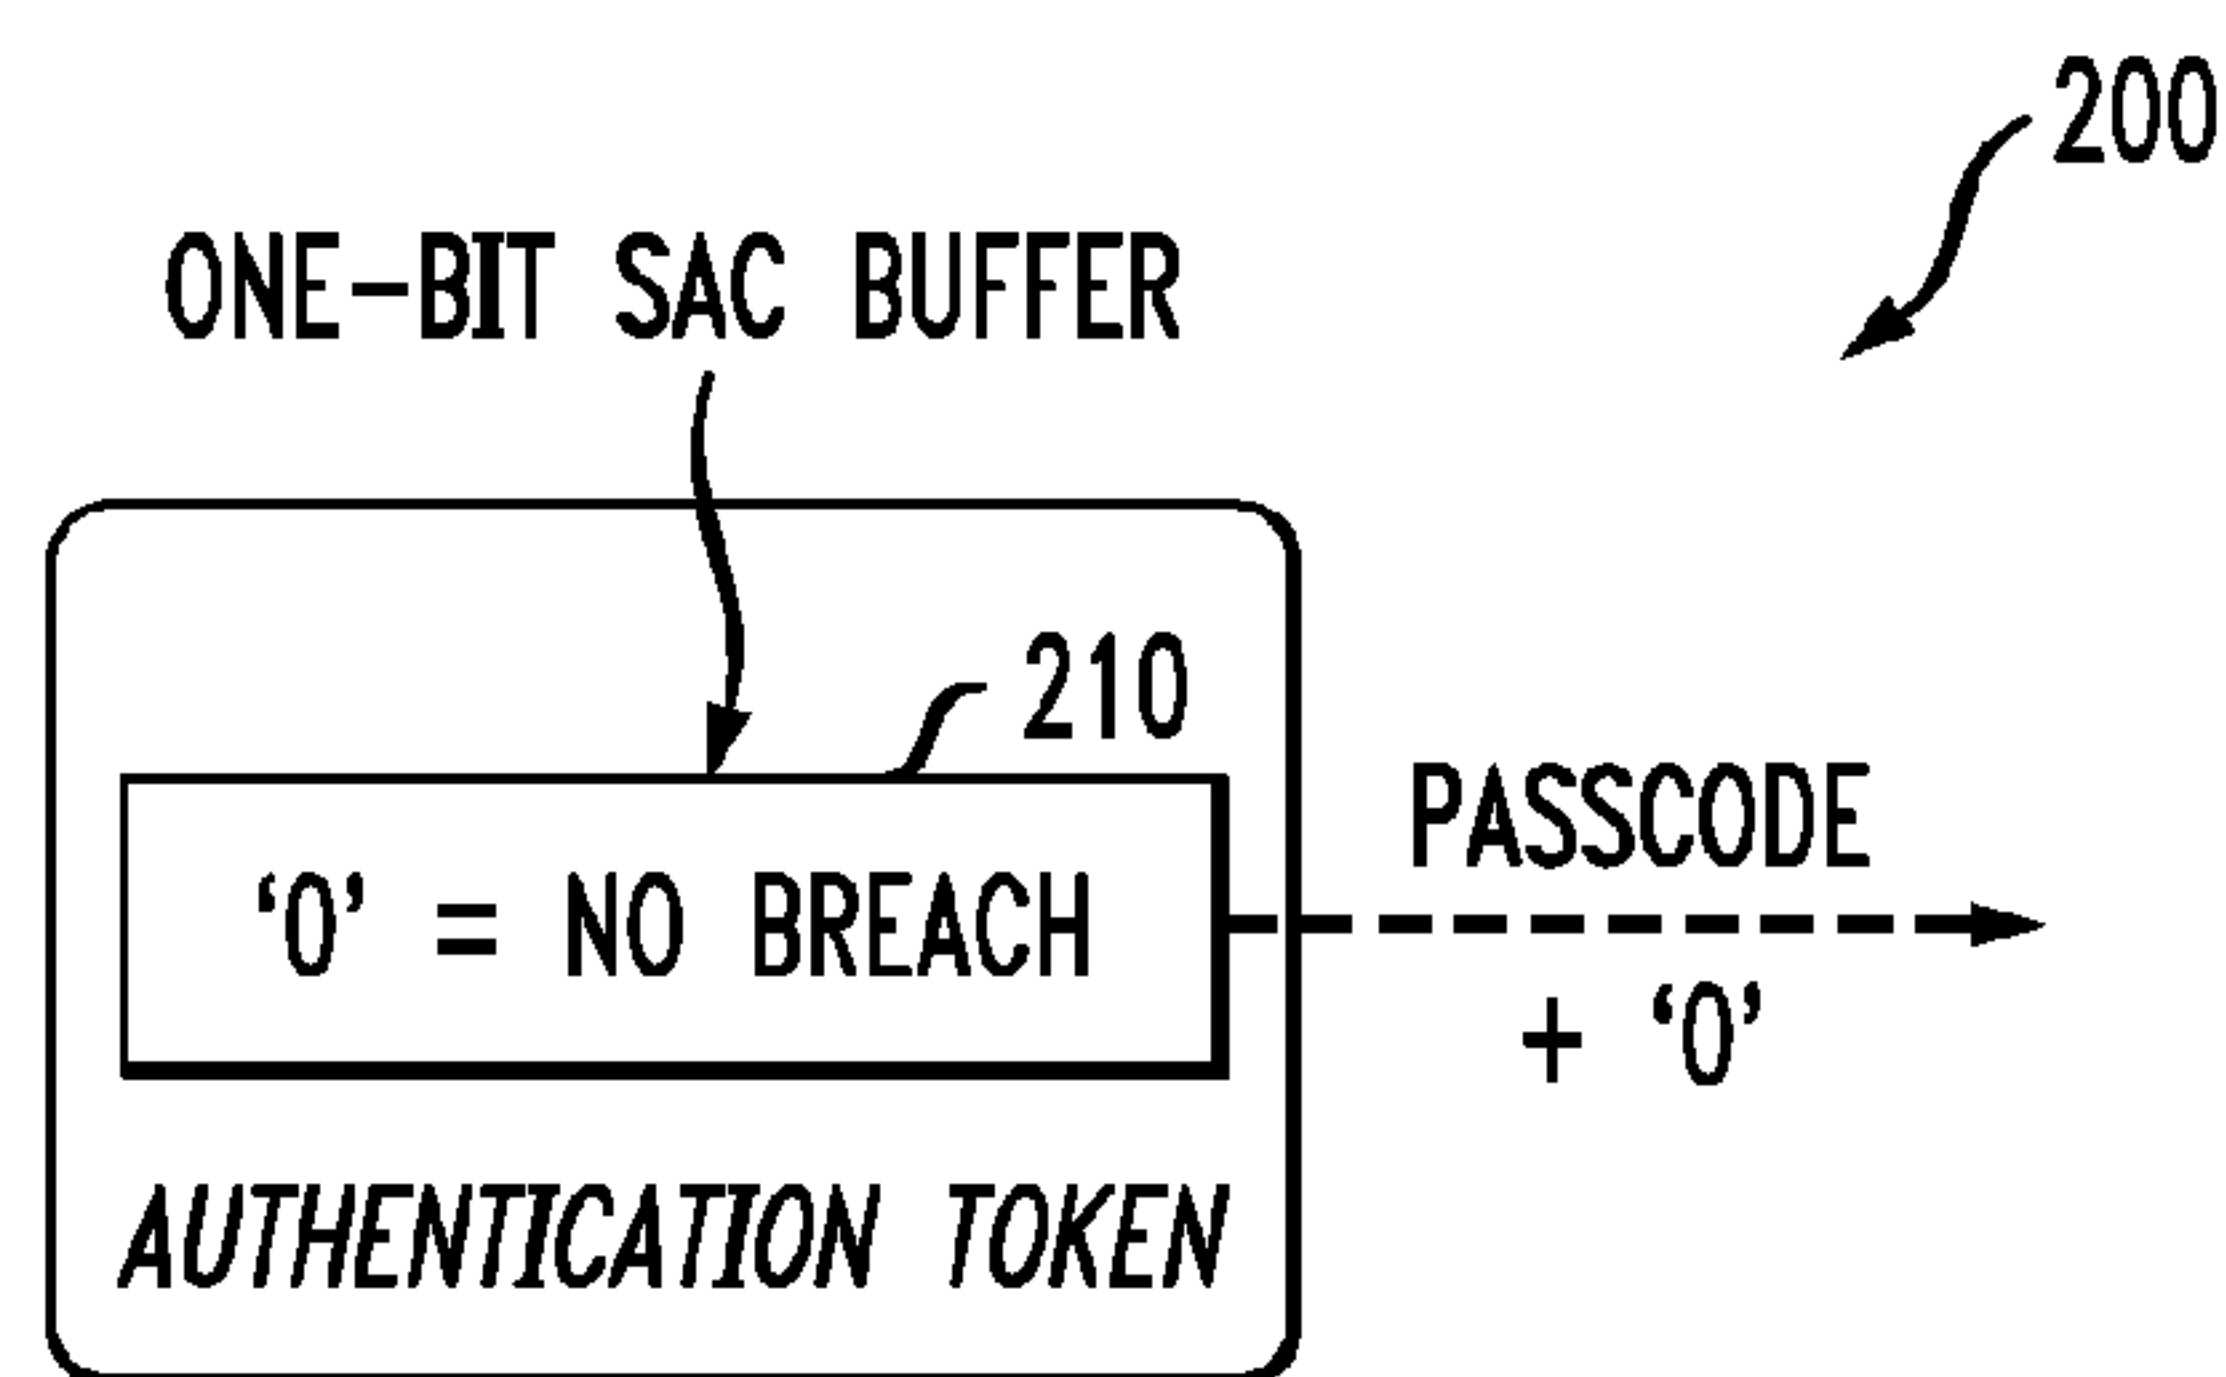 200
ONE-BIT SAC BUFFER
210
‘0’ = NO BREACH
PASSCODE
+ ‘0’
AUTHENTICATION TOKEN